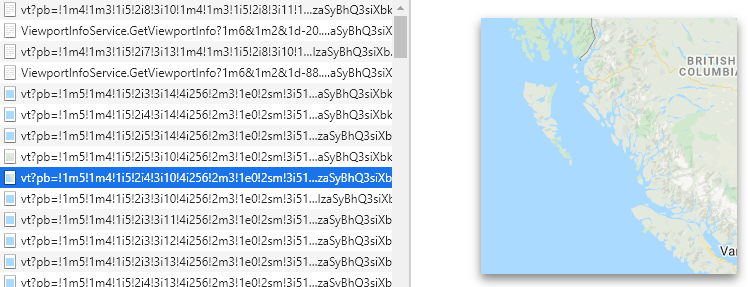 vt?pb=!1m4!1m3!1i5!2i8!3i10!1m4!1m3!1i5!2i8!3i11!1...zaSyBhQ3siXbk
ViewportInfoService.GetViewportInfo?1m6&1m2&1d-20....aSyBhQ3siXbk
vt?pb=!1m4!1m3!1i5!2i7!3i13!1m4!1m3!1i5!2i8!3i10!1...lzaSyBhQ3siXb
ViewportInfoService.GetViewportInfo?1m6&1m2&1d-88....aSyBhQ3siXbk
vt?pb=!1m5!1m4!1i5!2i3!3i14!4i256!2m3!1e0!2sm!3i51...aSyBhQ3siXbk
vt?pb=!1m5!1m4!1i5!2i4!3i14!4i256!2m3!1e0!2sm!3i51...aSyBhQ3siXbk
vt?pb=!1m5!1m4!1i5!2i5!3i14!4i256!2m3!1e0!2sm!3i51...zaSyBhQ3siXb
vt?pb=!1m5!1m4!1i5!2i5!3i10!4i256!2m3!1e0!2sm!3i51...aSyBhQ3siXbk
vt?pb=!1m5!1m4!1i5!2i4!3i10!4i256!2m3!1e0!2sm!3i51...zaSyBhQ3siXb
vt?pb=!1m5!1m4!1i5!2i3!3i10!4i256!2m3!1e0!2sm!3i51...lzaSyBhQ3siXb
vt?pb=!1m5!1m4!1i5!2i3!3i11!4i256!2m3!1e0!2sm!3i51...zaSyBhQ3siXbk
vt?pb=!1m5!1m4!1i5!2i3!3i12!4i256!2m3!1e0!2sm!3i51...zaSyBhQ3siXb
vt?pb=!1m5!1m4!1i5!2i3!3i13!4i256!2m3!1e0!2sm!3i51...zaSyBhQ3siXb
vt?pb=!1m5!1m4!1i5!2i4!3i13!4i256!2m3!1e0!2sm!3i51...zaSyBhQ3siXbk
BRITISH
COLUMBIA
Van